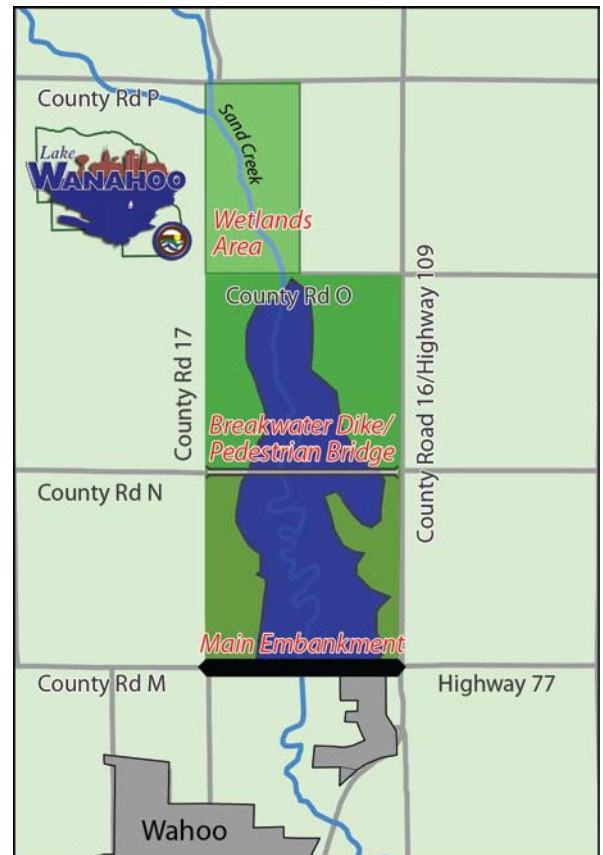 County Rd P
Sand Creek
Lake
WANAHOO
Wetlands
Area
County Rd O
County Rd 17
County Road 16/Highway 109
Breakwater Dike/
Pedestrian Bridge
County Rd N
Main Embankment
County Rd M
Highway 77
Wahoo